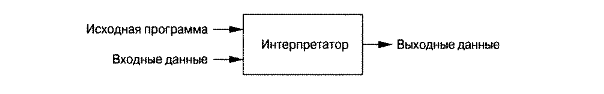 Исходная программа
Входные данные
Интерпретатор
Выходные данные